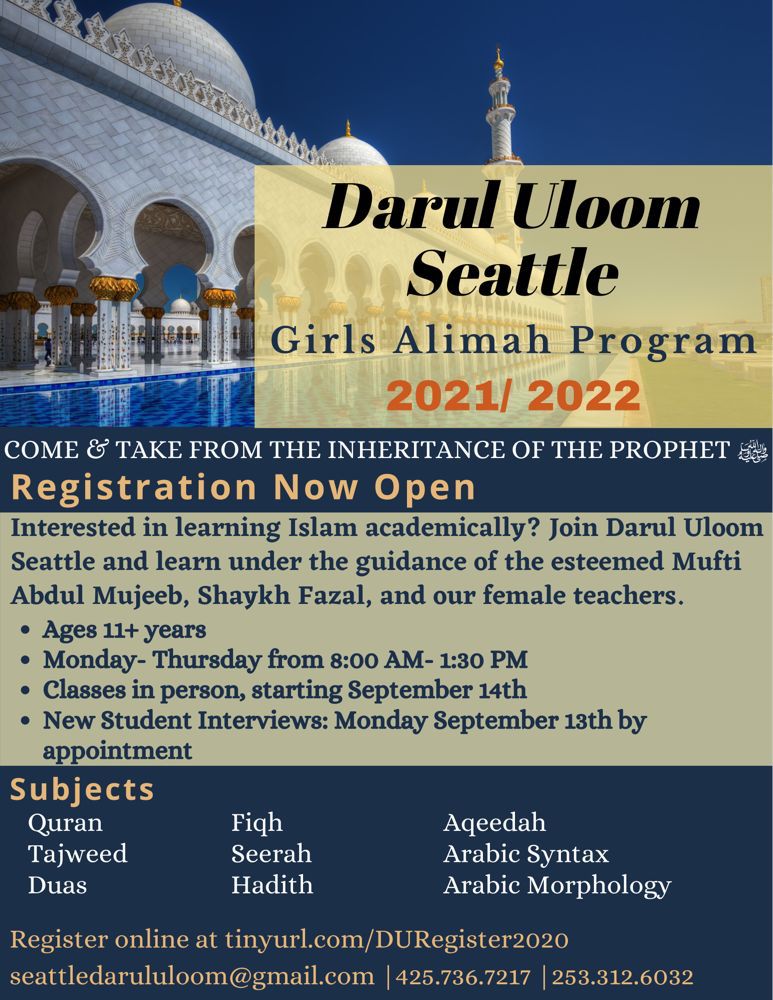 Darul Uloom
Seattle
Girls Alimah Program
2021/ 2022
COME & TAKE FROM THE INHERITANCE OF THE PROPHET ﷺ
Registration Now Open
Interested in learning Islam academically? Join Darul Uloom
Seattle and learn under the guidance of the esteemed Mufti
Abdul Mujeeb, Shaykh Fazal, and our female teachers.
• Ages 11+ years
• Monday- Thursday from 8:00 AM- 1:30 PM
• Classes in person, starting September 14th
• New Student Interviews: Monday September 13th by
appointment
Subjects
Quran Fiqh Aqeedah
Tajweed Seerah Arabic Syntax
Duas Hadith Arabic Morphology
Register online at tinyurl.com/DURegister2020
seattledarululoom@gmail.com |425.736.7217 |253.312.6032